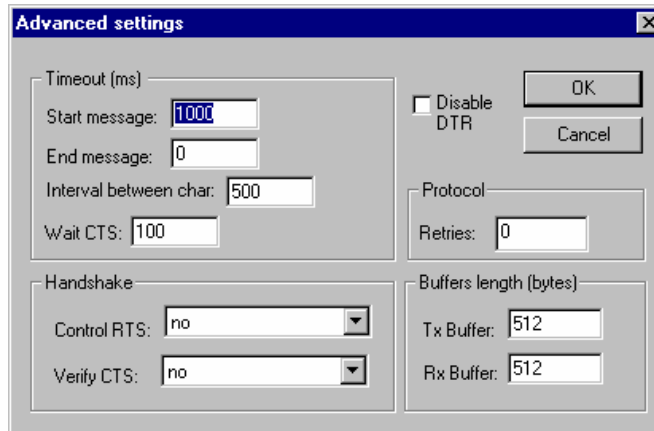 Advanced settings
Timeout (ms)
Start message: 1000
End message: 0
Interval between char: 500
Wait CTS: 100
Disable
DTR
OK
Cancel
Protocol
Retries: 0
Handshake
Control RTS: no
Verify CTS: no
Buffers length (bytes)
Tx Buffer: 512
Rx Buffer: 512